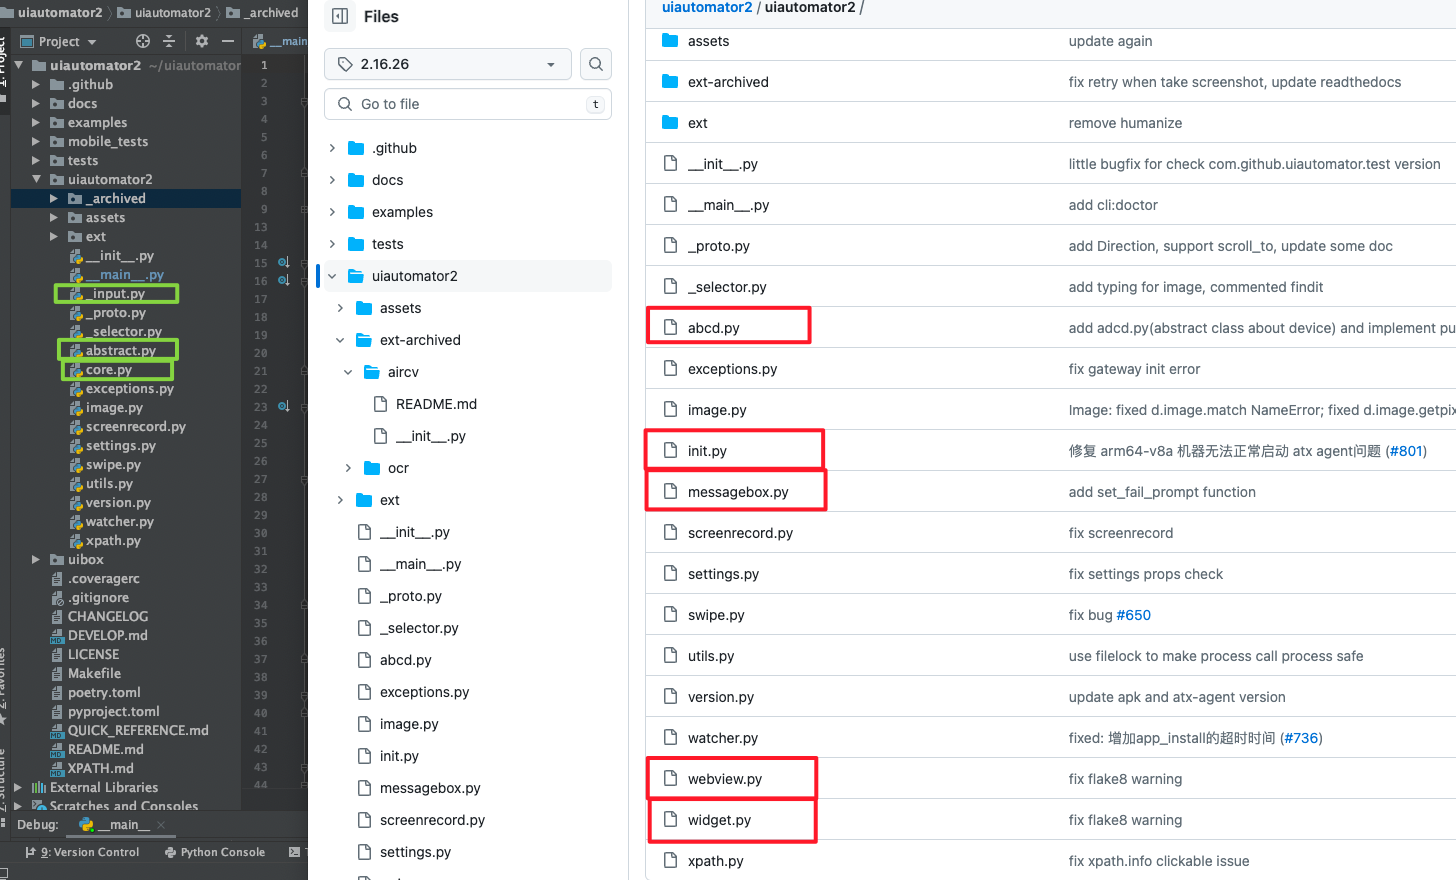 uiautomator2
uiautomator2
_archived
Project
__main
uiautomator2 ~/uiautomator
.github
docs
examples
mobile_tests
tests
uiautomator2
_archived
assets
ext
__init__.py
__main__.py
_input.py
_proto.py
_selector.py
abstract.py
core.py
exceptions.py
image.py
screenrecord.py
settings.py
swipe.py
utils.py
version.py
watcher.py
xpath.py
uibox
.coveragerc
.gitignore
CHANGELOG
DEVELOP.md
LICENSE
Makefile
poetry.toml
pyproject.toml
QUICK_REFERENCE.md
README.md
XPATH.md
External Libraries
Scratches and Consoles
Debug:
__main__
9: Version Control
Python Console
1
2
3
4
5
6
7
8
9
13
14
15
16
17
18
19
20
21
22
23
24
25
26
27
28
29
30
31
32
33
34
35
36
37
38
39
40
41
42
43
44
Files
2.16.26
Go to file
t
.github
docs
examples
tests
uiautomator2
assets
ext-archived
aircv
README.md
__init__.py
ocr
ext
__init__.py
__main__.py
_proto.py
_selector.py
abcd.py
exceptions.py
image.py
init.py
messagebox.py
screenrecord.py
settings.py
uiautomator2 / uiautomator2 /
assets update again
ext-archived fix retry when take screenshot, update readthedocs
ext remove humanize
__init__.py little bugfix for check com.github.uiautomator.test version
__main__.py add cli:doctor
_proto.py add Direction, support scroll_to, update some doc
_selector.py add typing for image, commented findit
abcd.py add adcd.py(abstract class about device) and implement pu
exceptions.py fix gateway init error
image.py Image: fixed d.image.match NameError; fixed d.image.getpix
init.py 修复 arm64-v8a 机器无法正常启动 atx agent问题 (#801)
messagebox.py add set_fail_prompt function
screenrecord.py fix screenrecord
settings.py fix settings props check
swipe.py fix bug #650
utils.py use filelock to make process call process safe
version.py update apk and atx-agent version
watcher.py fixed: 增加app_install的超时时间 (#736)
webview.py fix flake8 warning
widget.py fix flake8 warning
xpath.py fix xpath.info clickable issue